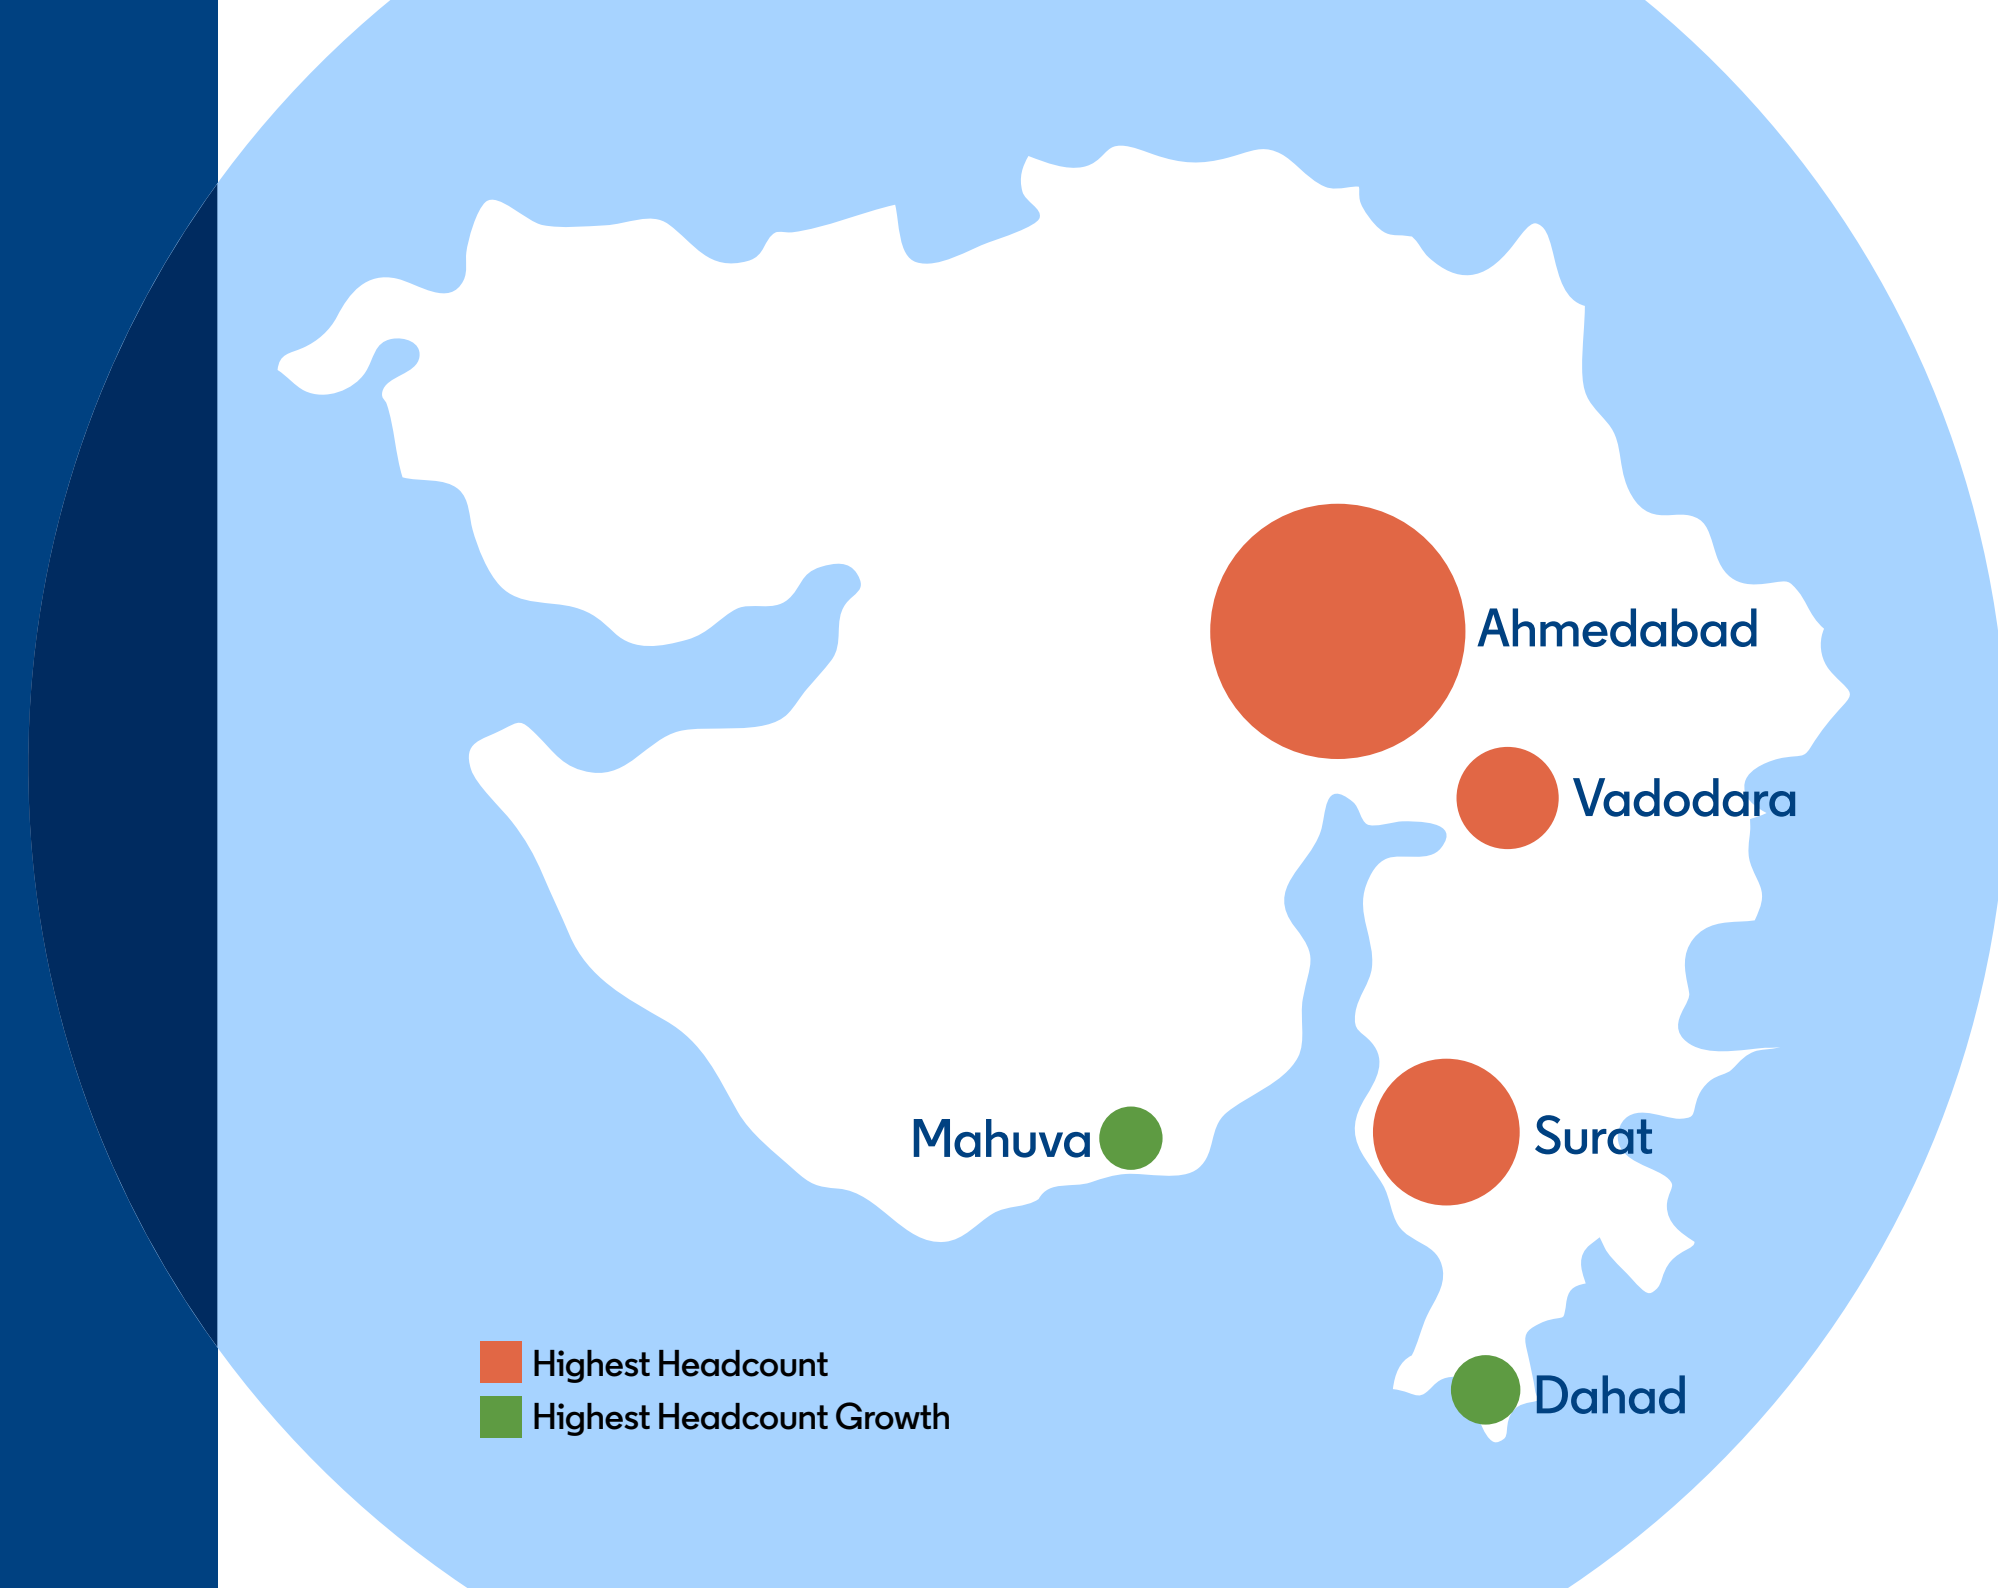 Ahmedabad
Vadodara
Mahuva
Surat
Highest Headcount
Highest Headcount Growth
Dahad